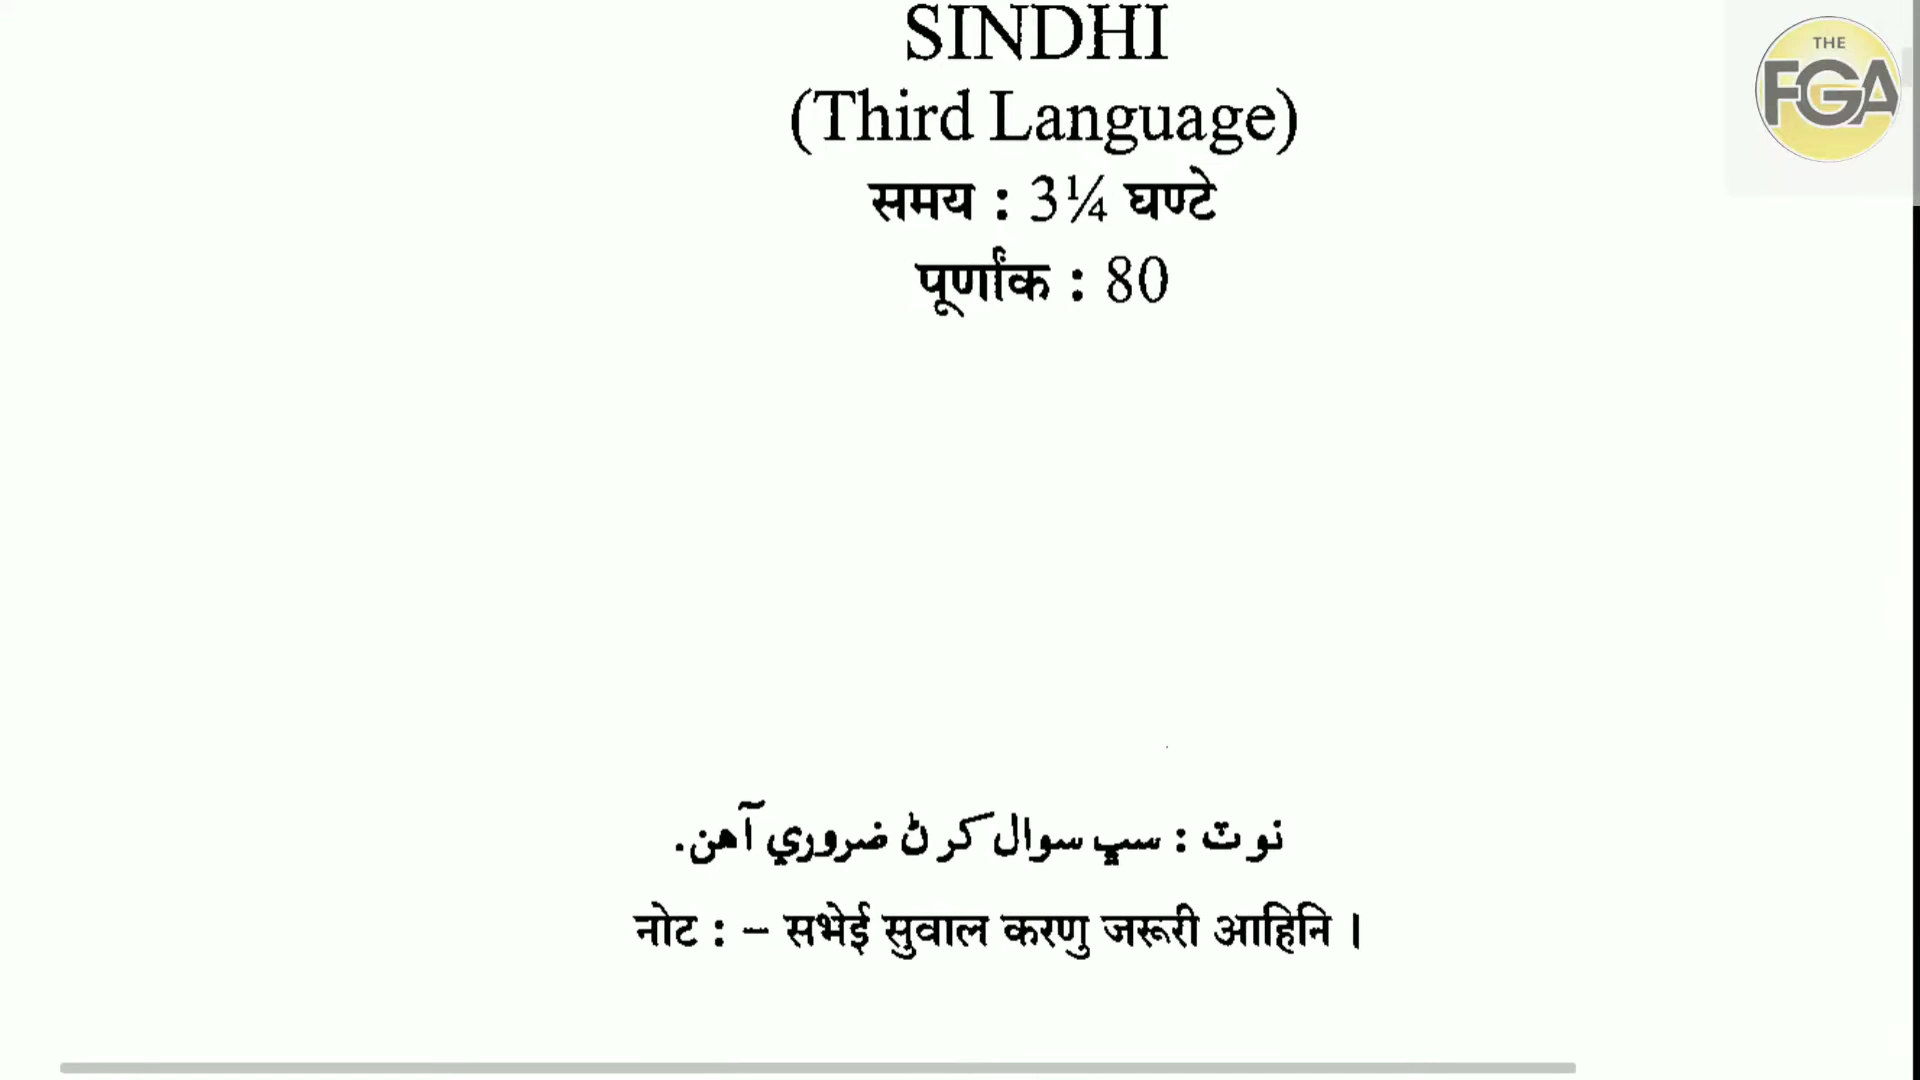 SINDHI
(Third Language)
समय : 3¼ घण्टे
पूर्णांक : 80
THE
FGA
نوٽ : سڀ سوال ڪرڻ ضروري آهن.
नोट : – सभेई सुवाल करणु जरूरी आहिनि ।